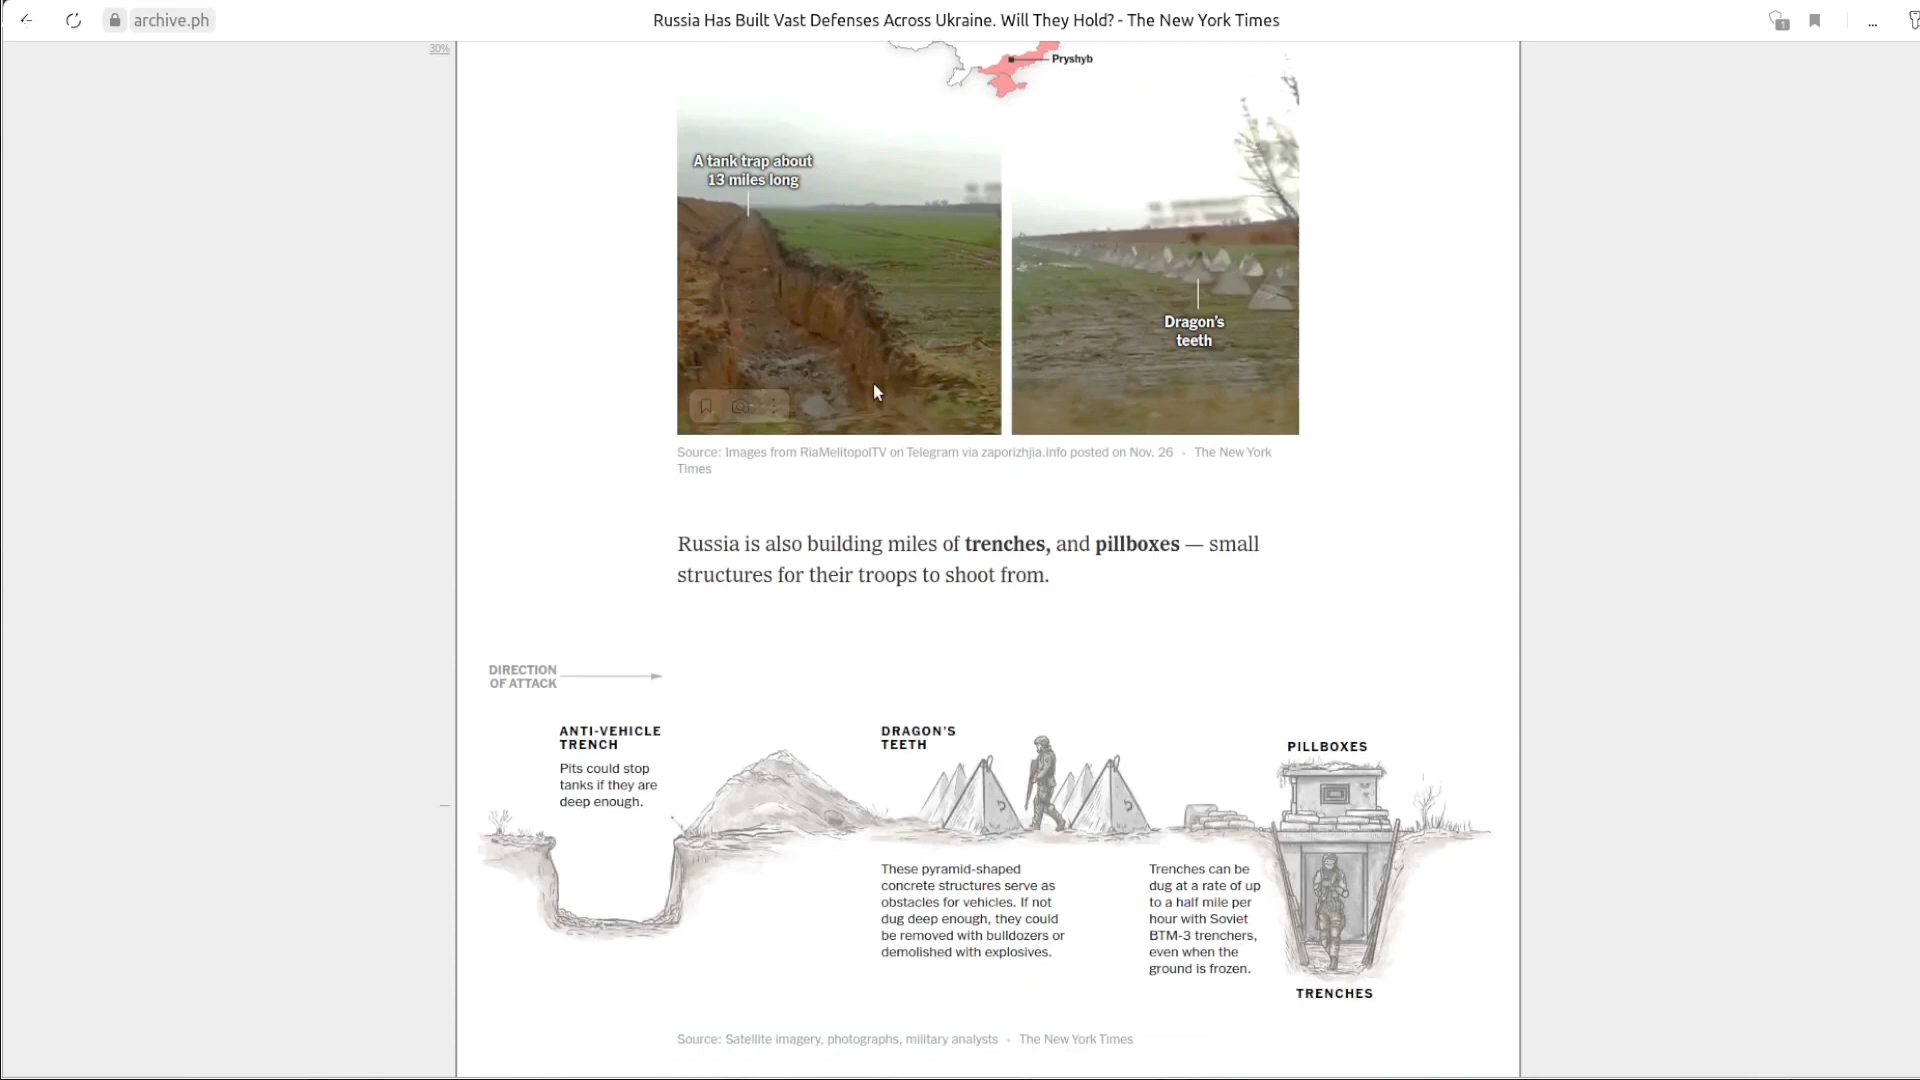 archive.ph
Russia Has Built Vast Defenses Across Ukraine. Will They Hold? - The New York Times
1
...
30%
Pryshyb
A tank trap about
13 miles long
Dragon's
teeth
Source: Images from RiaMelitopolTV on Telegram via zaporizhjia.info posted on Nov. 26 • The New York
Times
Russia is also building miles of trenches, and pillboxes — small
structures for their troops to shoot from.
DIRECTION
OF ATTACK
ANTI-VEHICLE
TRENCH
Pits could stop
tanks if they are
deep enough.
DRAGON'S
TEETH
These pyramid-shaped
concrete structures serve as
obstacles for vehicles. If not
dug deep enough, they could
be removed with bulldozers or
demolished with explosives.
PILLBOXES
Trenches can be
dug at a rate of up
to a half mile per
hour with Soviet
BTM-3 trenchers,
even when the
ground is frozen.
TRENCHES
Source: Satellite imagery, photographs, military analysts • The New York Times